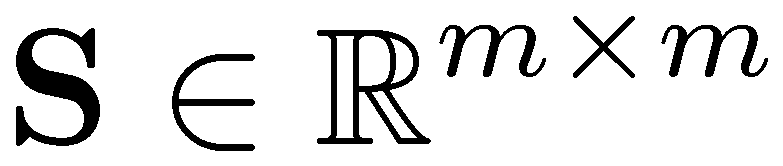 𝐒 ∈ ℝ^{m×m}